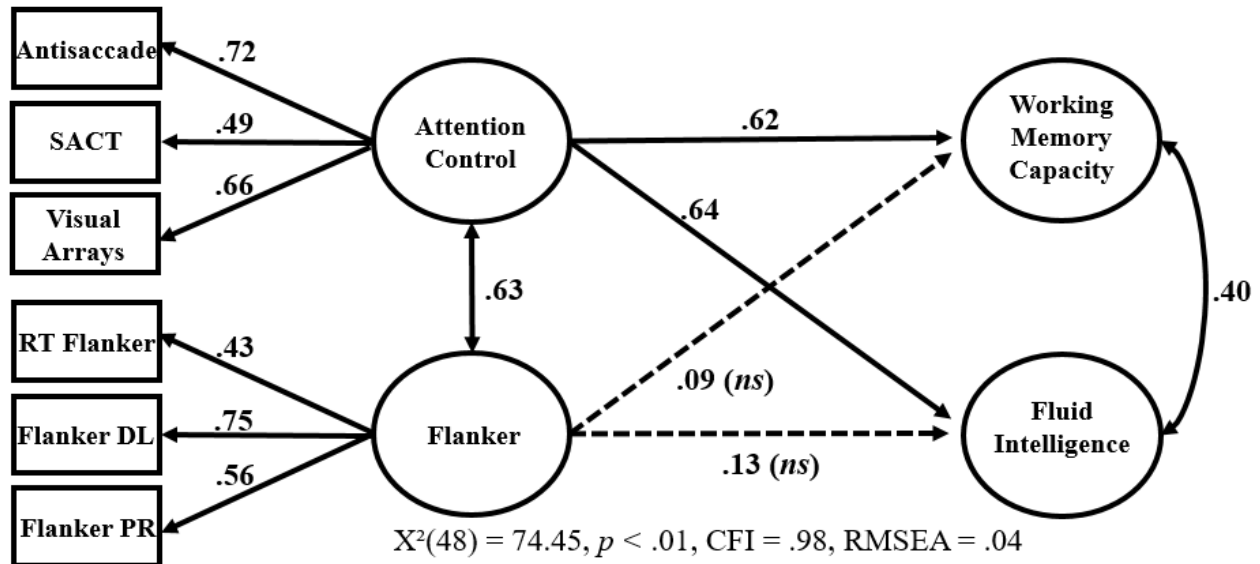 Antisaccade
SACT
Visual
Arrays
RT Flanker
Flanker DL
Flanker PR
.72
.49
.66
.43
.75
.56
Attention
Control
.63
Flanker
.62
.64
.09 (ns)
.13 (ns)
Working
Memory
Capacity
Fluid
Intelligence
.40
X²(48) = 74.45, p < .01, CFI = .98, RMSEA = .04